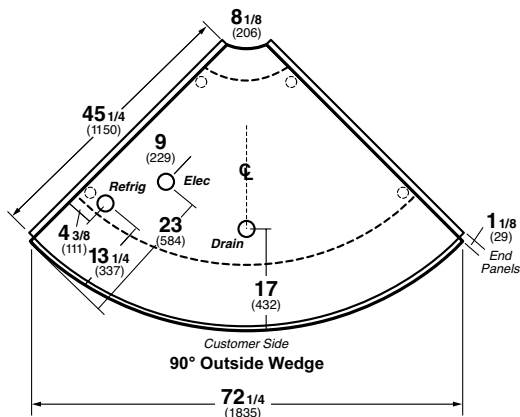 8 1/8
(206)
45 1/4
(1150)
9
(229)
Elec
Refrig
℄
4 3/8
(111)
13 1/4
(337)
23
(584)
Drain
17
(432)
1 1/8
(29)
End
Panels
Customer Side
90° Outside Wedge
72 1/4
(1835)